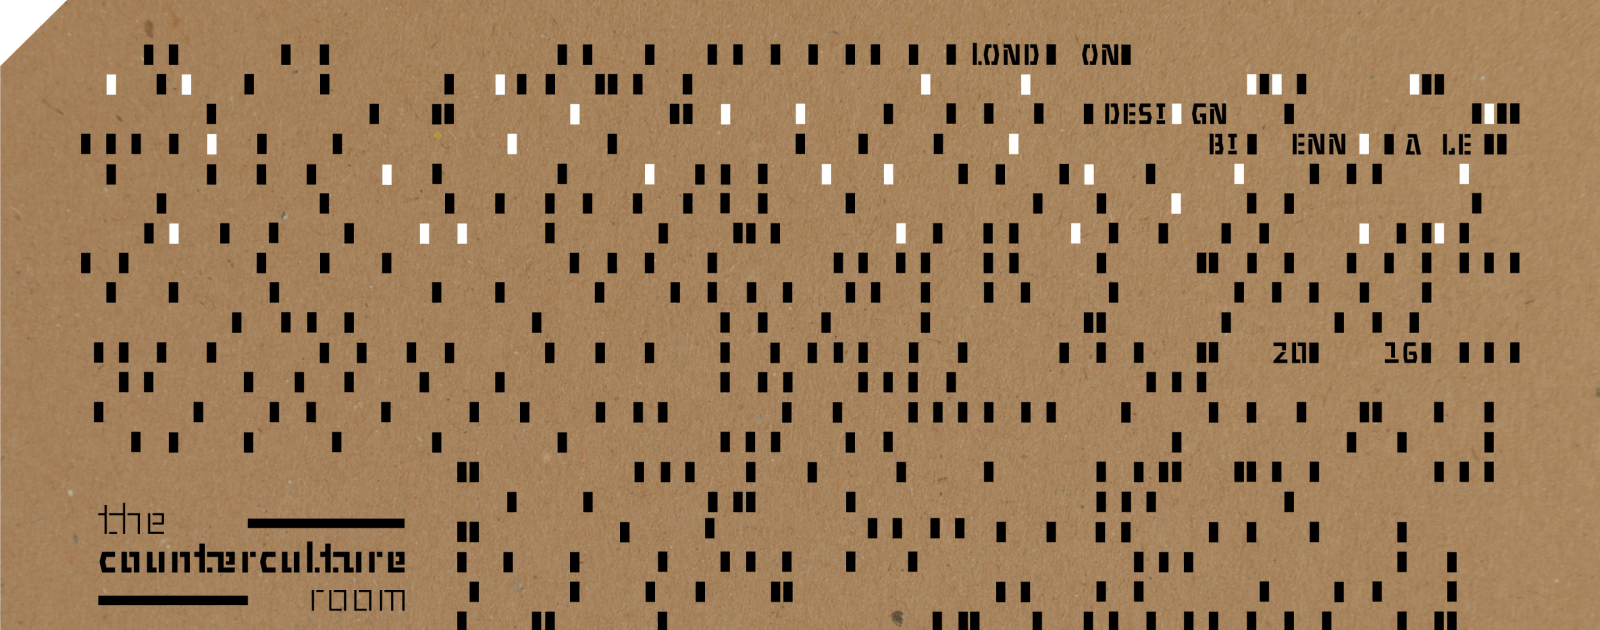 LONDON
DESIGN
BIENNALE
2016
the
counterculture
room